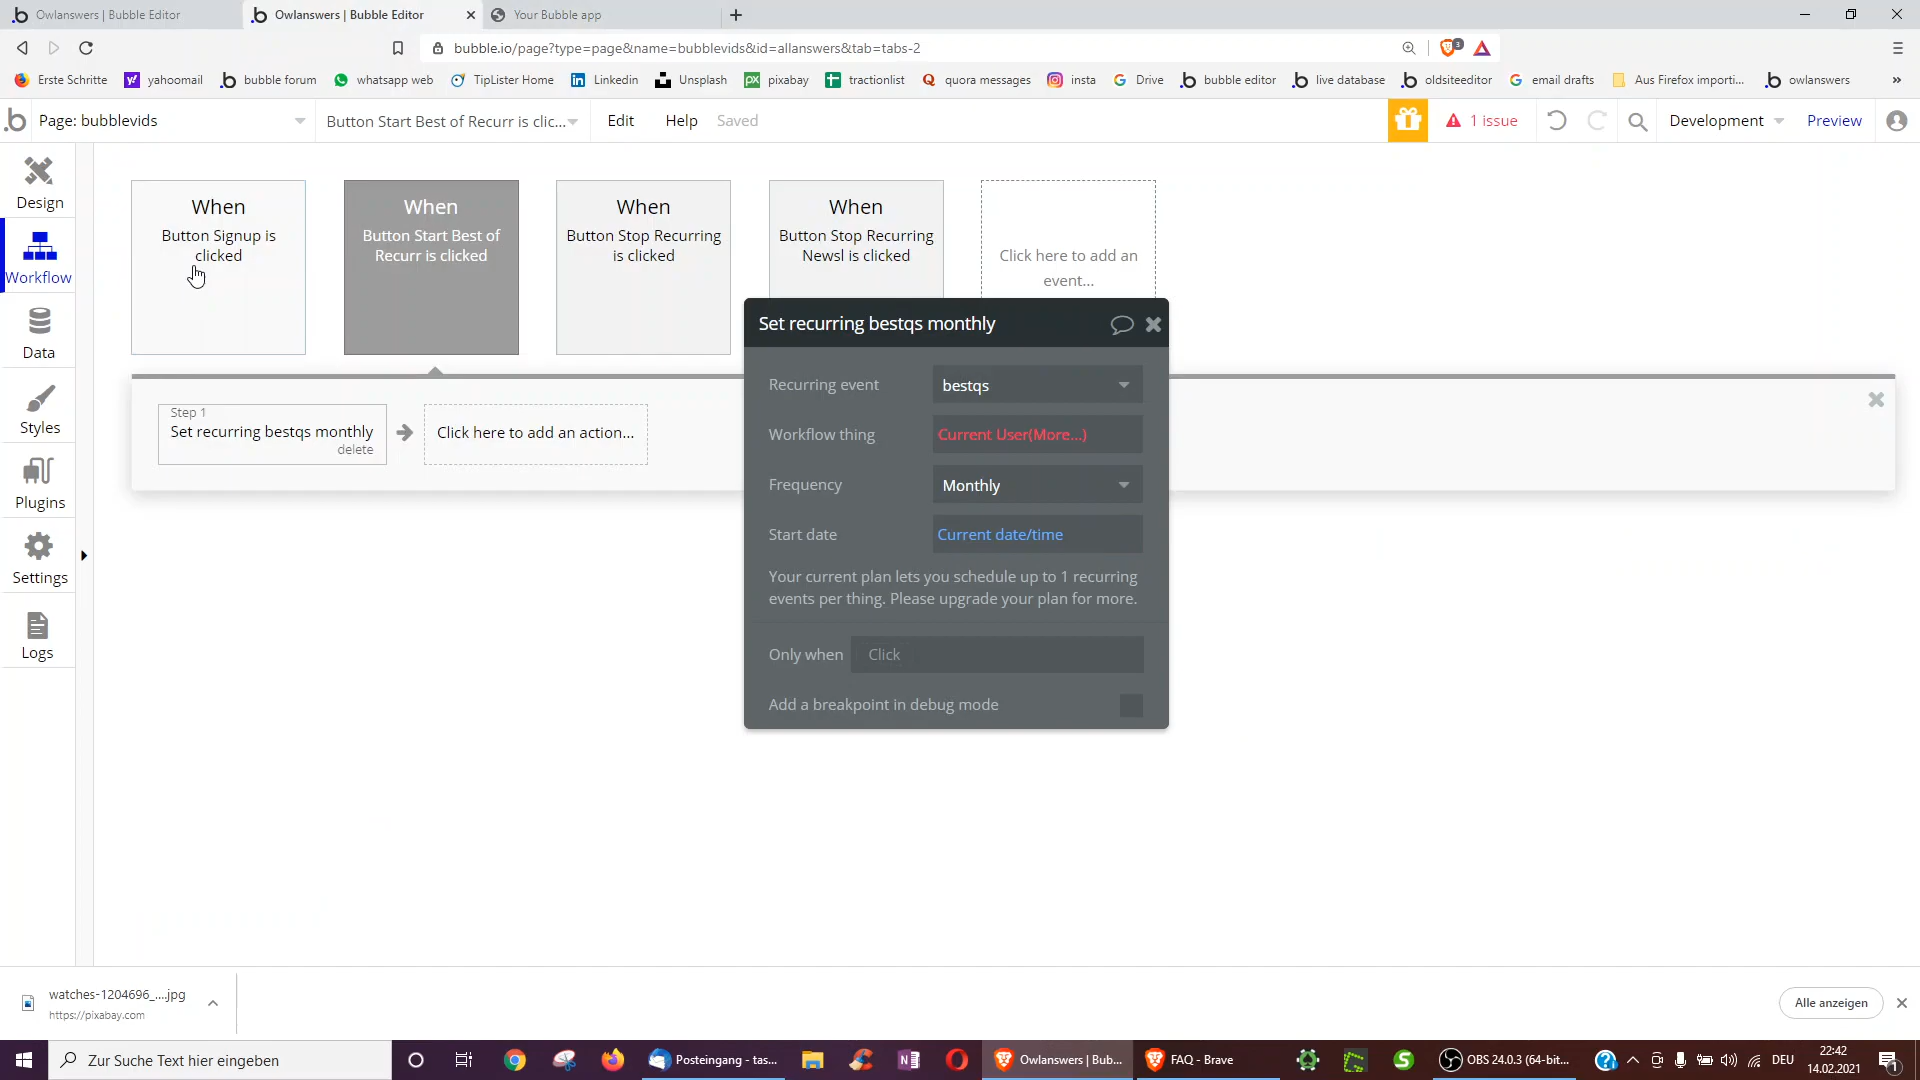 Owlanswers | Bubble Editor
Owlanswers | Bubble Editor
Your Bubble app
bubble.io/page?type=page&name=bubblevids&id=allanswers&tab=tabs-2
3
Erste Schritte
yahoomail
bubble forum
whatsapp web
TipLister Home
Linkedin
Unsplash
pixabay
tractionlist
quora messages
insta
Drive
bubble editor
live database
oldsiteeditor
email drafts
Aus Firefox importi...
owlanswers
»
Page: bubblevids
Button Start Best of Recurr is clic...
Edit
Help
Saved
1 issue
Development
Preview
Design
Workflow
Data
Styles
Plugins
Settings
Logs
When
Button Signup is
clicked
When
Button Start Best of
Recurr is clicked
When
Button Stop Recurring
is clicked
When
Button Stop Recurring
Newsl is clicked
Click here to add an
event...
Step 1
Set recurring bestqs monthly
delete
Click here to add an action...
Set recurring bestqs monthly
Recurring event
bestqs
Workflow thing
Current User(More...)
Frequency
Monthly
Start date
Current date/time
Your current plan lets you schedule up to 1 recurring
events per thing. Please upgrade your plan for more.
Only when
Click
Add a breakpoint in debug mode
watches-1204696_....jpg
https://pixabay.com
Alle anzeigen
Zur Suche Text hier eingeben
Posteingang - tas...
Owlanswers | Bub...
FAQ - Brave
OBS 24.0.3 (64-bit...
DEU
22:42
14.02.2021
1